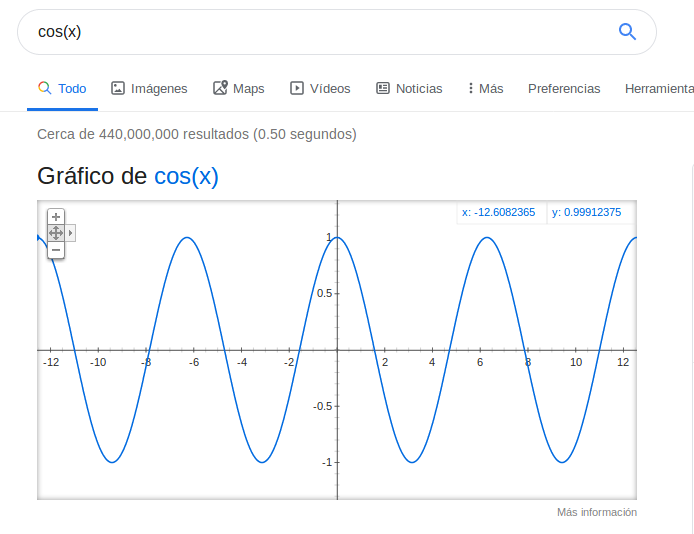 cos(x)
Todo Imágenes Maps Vídeos Noticias Más Preferencias Herramienta
Cerca de 440,000,000 resultados (0.50 segundos)
Gráfico de cos(x)
x: -12.6082365 y: 0.99912375
1
0.5
-12 -10 -8 -6 -4 -2 2 4 6 8 10 12
-0.5
-1
Más información